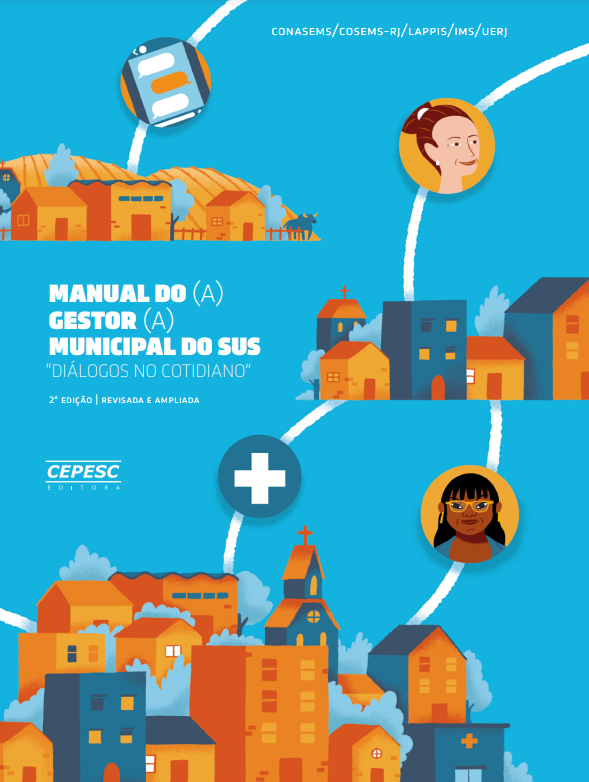 CONASEMS/COSEMS-RJ/LAPPIS/IMS/UERJ
MANUAL DO (A)
GESTOR (A)
MUNICIPAL DO SUS
“DIÁLOGOS NO COTIDIANO”
2ª EDIÇÃO | REVISADA E AMPLIADA
CEPESC
EDITORA